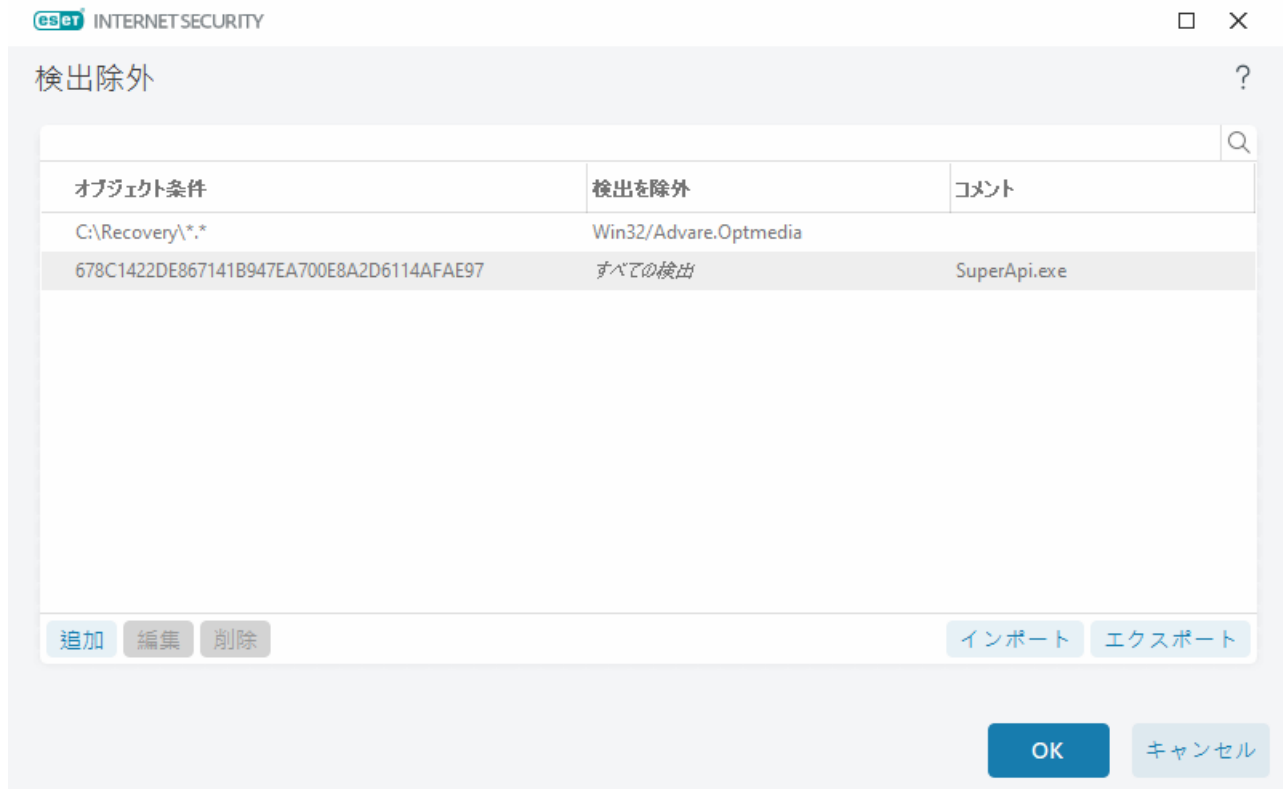 eset INTERNET SECURITY
検出除外
?
オブジェクト条件 検出を除外 コメント
C:\Recovery\*.* Win32/Advare.Optmedia
678C1422DE867141B947EA700E8A2D6114AFAE97 すべての検出 SuperApi.exe
追加 編集 削除 インポート エクスポート
OK キャンセル